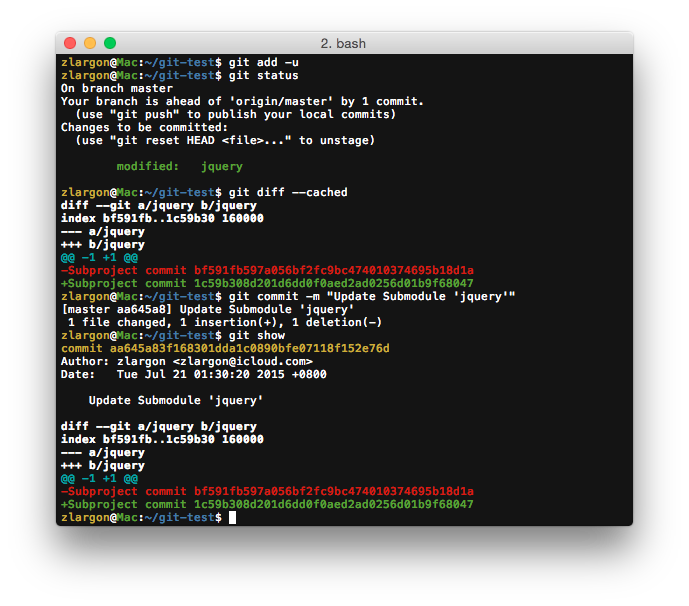 2. bash
zlargon@Mac:~/git-test$ git add -u
zlargon@Mac:~/git-test$ git status
On branch master
Your branch is ahead of 'origin/master' by 1 commit.
  (use "git push" to publish your local commits)
Changes to be committed:
  (use "git reset HEAD <file>..." to unstage)
        modified:   jquery
zlargon@Mac:~/git-test$ git diff --cached
diff --git a/jquery b/jquery
index bf591fb..1c59b30 160000
--- a/jquery
+++ b/jquery
@@ -1 +1 @@
-Subproject commit bf591fb597a056bf2fc9bc474010374695b18d1a
+Subproject commit 1c59b308d201d6dd0f0aed2ad0256d01b9f68047
zlargon@Mac:~/git-test$ git commit -m "Update Submodule 'jquery'"
[master aa645a8] Update Submodule 'jquery'
 1 file changed, 1 insertion(+), 1 deletion(-)
zlargon@Mac:~/git-test$ git show
commit aa645a83f168301dda1c0890bfe07118f152e76d
Author: zlargon <zlargon@icloud.com>
Date:   Tue Jul 21 01:30:20 2015 +0800
    Update Submodule 'jquery'
diff --git a/jquery b/jquery
index bf591fb..1c59b30 160000
--- a/jquery
+++ b/jquery
@@ -1 +1 @@
-Subproject commit bf591fb597a056bf2fc9bc474010374695b18d1a
+Subproject commit 1c59b308d201d6dd0f0aed2ad0256d01b9f68047
zlargon@Mac:~/git-test$